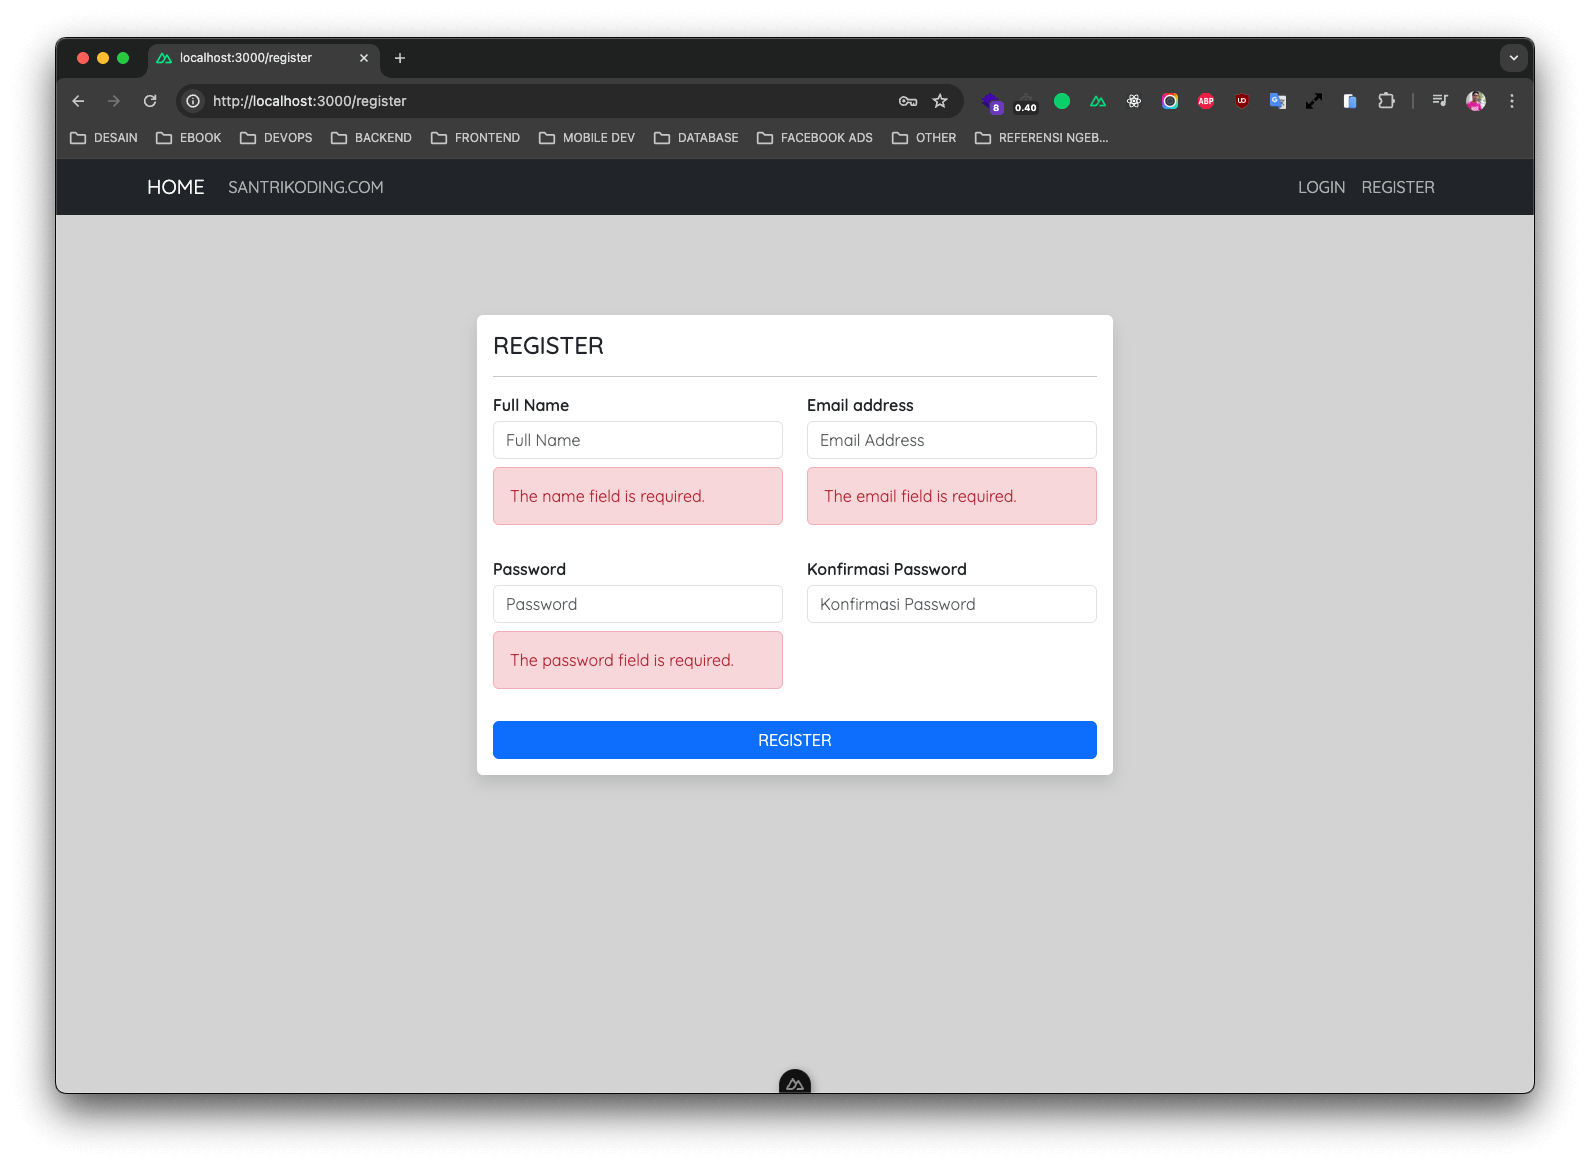 localhost:3000/register
http://localhost:3000/register
8
0.40
ABP
DESAIN EBOOK DEVOPS BACKEND FRONTEND MOBILE DEV DATABASE FACEBOOK ADS OTHER REFERENSI NGEB...
HOME SANTRIKODING.COM LOGIN REGISTER
REGISTER
Full Name Email address
Full Name Email Address
The name field is required. The email field is required.
Password Konfirmasi Password
Password Konfirmasi Password
The password field is required.
REGISTER